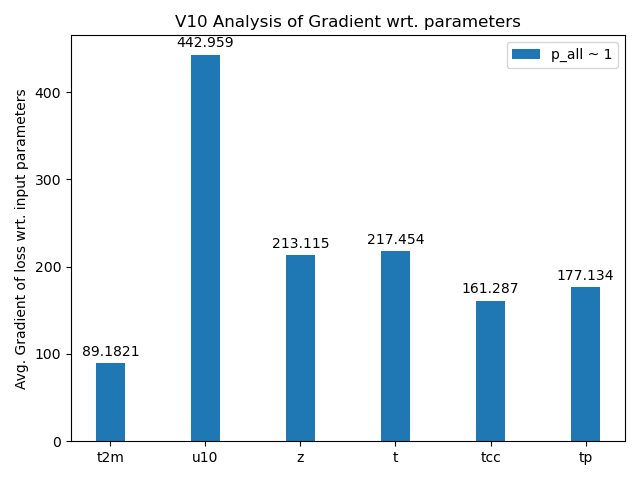 V10 Analysis of Gradient wrt. parameters
p_all ~ 1
Avg. Gradient of loss wrt. input parameters
400
300
200
100
0
89.1821
442.959
213.115
217.454
161.287
177.134
t2m
u10
z
t
tcc
tp